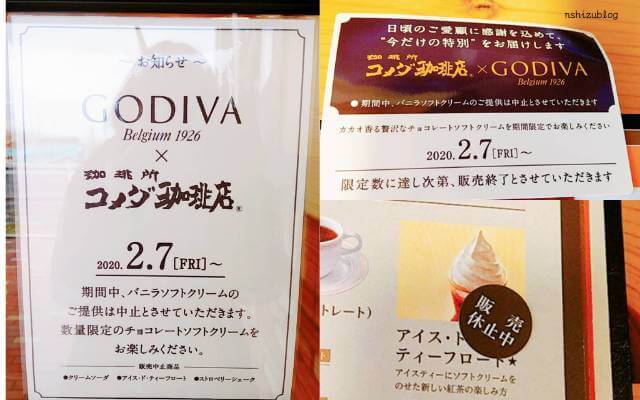 ～お知らせ～
GODIVA
Belgium 1926
×
珈琲所
コメダ珈琲店®
2020. 2.7[FRI]～
期間中、バニラソフトクリームの
ご提供は中止とさせていただきます。
数量限定のチョコレートソフトクリームを
お楽しみください。
販売中止商品
●クリームソーダ ●アイス・ド・ティーフロート ●ストロベリーシェーク
nshizublog
日頃のご愛顧に感謝を込めて、
“今だけの特別”をお届けします
珈琲所
コメダ珈琲店®×GODIVA
Belgium 1926
●期間中、バニラソフトクリームのご提供は中止とさせていただきます
カカオ香る贅沢なチョコレートソフトクリームを期間限定でお楽しみください
2020. 2.7[FRI]～
限定数に達し次第、販売終了とさせていただきます
トレート)
販売
休止中
アイス・ド
ティーフロート★
アイスティーにソフトクリームを
のせた新しい紅茶の楽しみ方